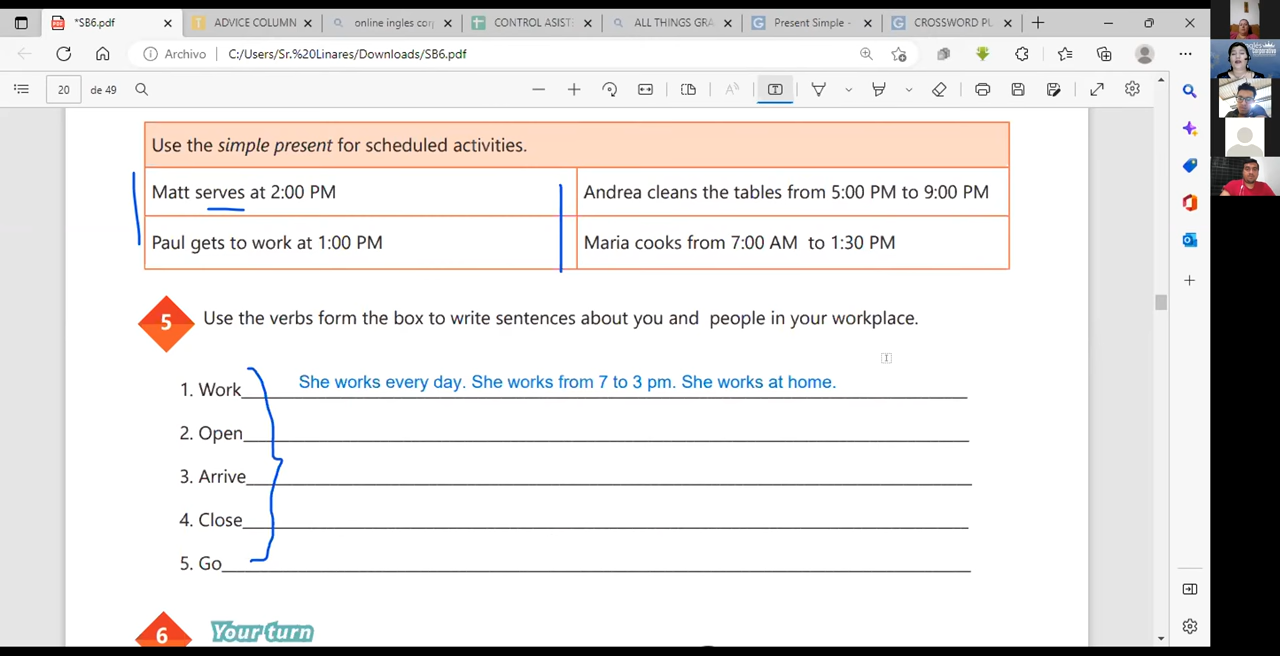 *SB6.pdf
ADVICE COLUMN
online ingles cor
CONTROL ASIST
ALL THINGS GRA
Present Simple -
CROSSWORD PU
Archivo
C:/Users/Sr.%20Linares/Downloads/SB6.pdf
20
de 49
Use the simple present for scheduled activities.
Matt serves at 2:00 PM
Andrea cleans the tables from 5:00 PM to 9:00 PM
Paul gets to work at 1:00 PM
Maria cooks from 7:00 AM to 1:30 PM
5
Use the verbs form the box to write sentences about you and people in your workplace.
1. Work
She works every day. She works from 7 to 3 pm. She works at home.
2. Open
3. Arrive
4. Close
5. Go
6
Your turn